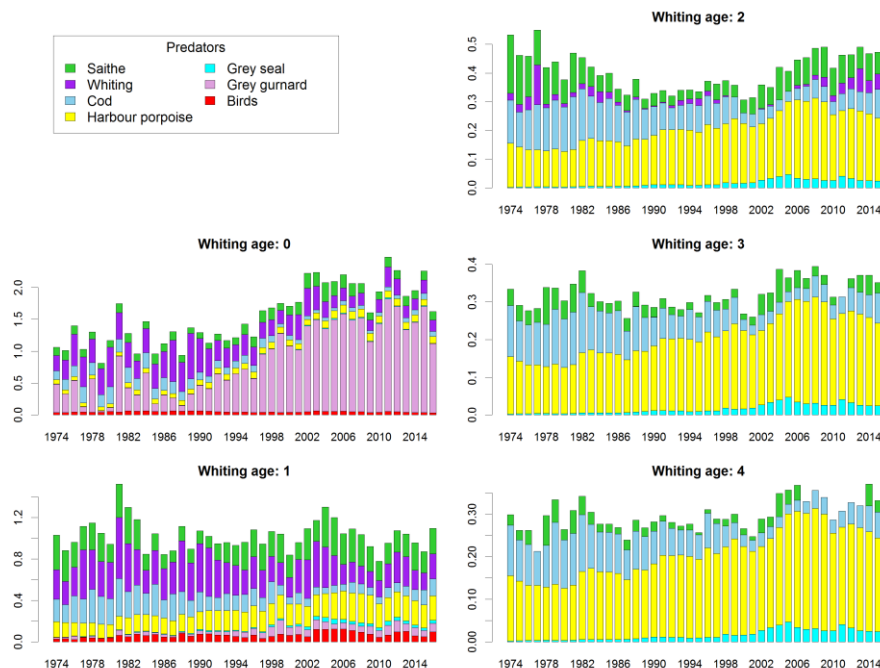 Predators
Saithe
Whiting
Cod
Harbour porpoise
Grey seal
Grey gurnard
Birds
Whiting age: 2
0.5
0.4
0.3
0.2
0.1
0.0
1974 1978 1982 1986 1990 1994 1998 2002 2006 2010 2014
Whiting age: 0
2.0
1.5
1.0
0.5
0.0
1974 1978 1982 1986 1990 1994 1998 2002 2006 2010 2014
Whiting age: 3
0.4
0.3
0.2
0.1
0.0
1974 1978 1982 1986 1990 1994 1998 2002 2006 2010 2014
Whiting age: 1
1.2
0.8
0.4
0.0
1974 1978 1982 1986 1990 1994 1998 2002 2006 2010 2014
Whiting age: 4
0.30
0.20
0.10
0.00
1974 1978 1982 1986 1990 1994 1998 2002 2006 2010 2014